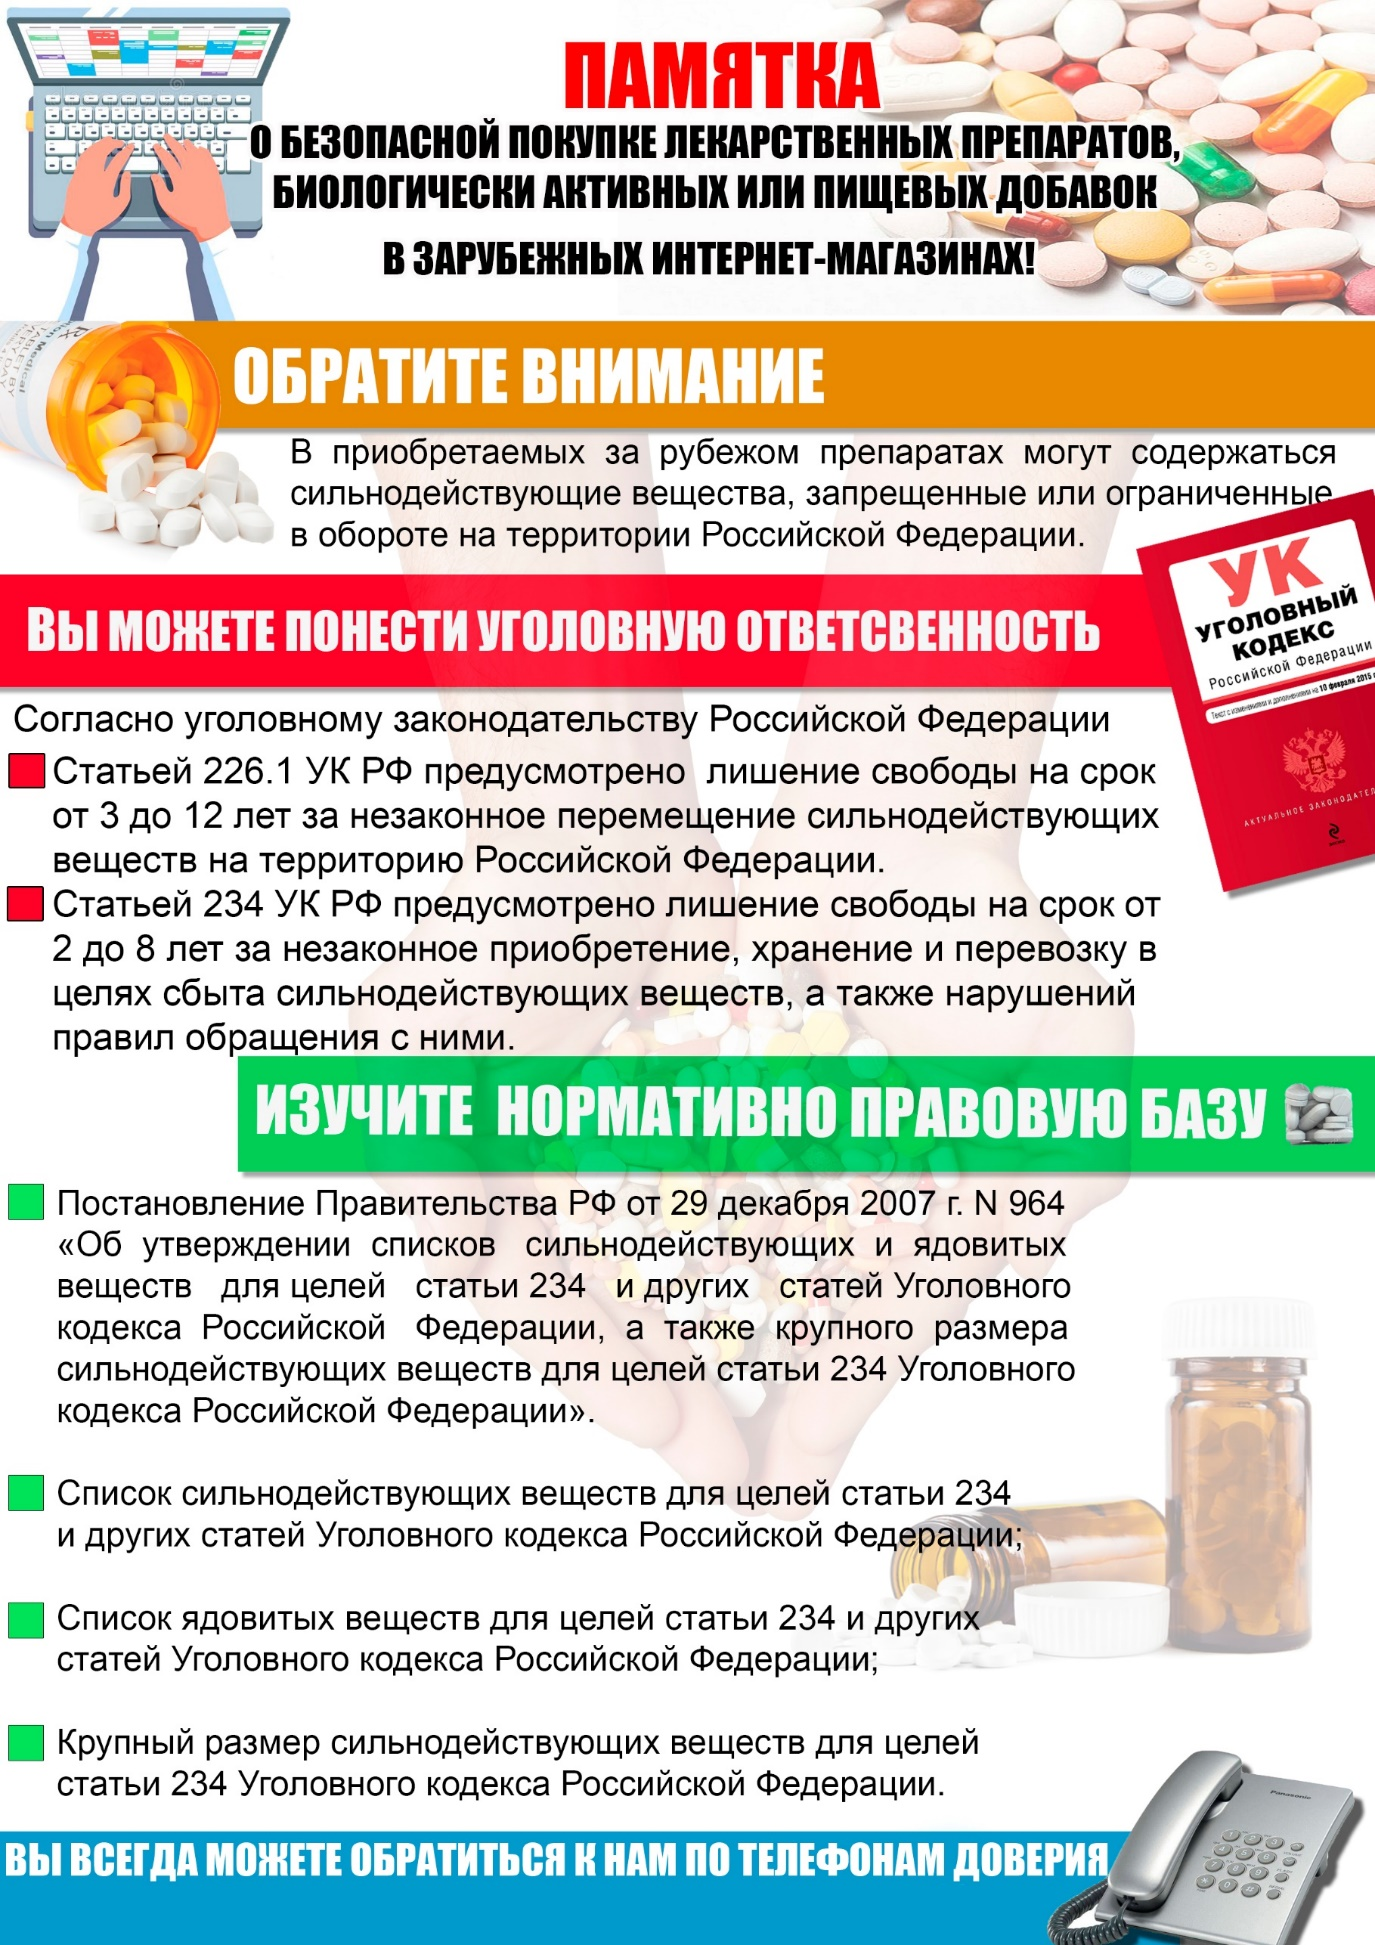 ПАМЯТКА
О БЕЗОПАСНОЙ ПОКУПКЕ ЛЕКАРСТВЕННЫХ ПРЕПАРАТОВ,
БИОЛОГИЧЕСКИ АКТИВНЫХ ИЛИ ПИЩЕВЫХ ДОБАВОК
В ЗАРУБЕЖНЫХ ИНТЕРНЕТ-МАГАЗИНАХ!
ОБРАТИТЕ ВНИМАНИЕ
В приобретаемых за рубежом препаратах могут содержаться
сильнодействующие вещества, запрещенные или ограниченные
в обороте на территории Российской Федерации.
ВЫ МОЖЕТЕ ПОНЕСТИ УГОЛОВНУЮ ОТВЕТСВЕННОСТЬ
УК
УГОЛОВНЫЙ
КОДЕКС
Российской Федерации
Текст с изменениями и дополнениями на 10 февраля 2015
Согласно уголовному законодательству Российской Федерации
Статьей 226.1 УК РФ предусмотрено лишение свободы на срок
от 3 до 12 лет за незаконное перемещение сильнодействующих
веществ на территорию Российской Федерации.
Статьей 234 УК РФ предусмотрено лишение свободы на срок от
2 до 8 лет за незаконное приобретение, хранение и перевозку в
целях сбыта сильнодействующих веществ, а также нарушений
правил обращения с ними.
ИЗУЧИТЕ НОРМАТИВНО ПРАВОВУЮ БАЗУ
Постановление Правительства РФ от 29 декабря 2007 г. N 964
«Об утверждении списков сильнодействующих и ядовитых
веществ для целей статьи 234 и других статей Уголовного
кодекса Российской Федерации, а также крупного размера
сильнодействующих веществ для целей статьи 234 Уголовного
кодекса Российской Федерации».
Список сильнодействующих веществ для целей статьи 234
и других статей Уголовного кодекса Российской Федерации;
Список ядовитых веществ для целей статьи 234 и других
статей Уголовного кодекса Российской Федерации;
Крупный размер сильнодействующих веществ для целей
статьи 234 Уголовного кодекса Российской Федерации.
Panasonic
ВЫ ВСЕГДА МОЖЕТЕ ОБРАТИТЬСЯ К НАМ ПО ТЕЛЕФОНАМ ДОВЕРИЯ